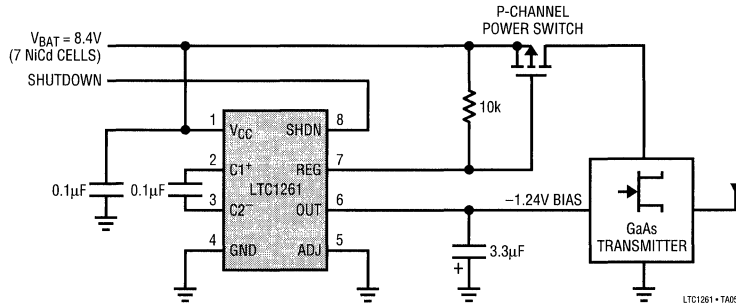 P-CHANNEL
POWER SWITCH
VBAT = 8.4V
(7 NiCd CELLS)
SHUTDOWN
10k
1
VCC
SHDN
8
2
C1+
REG
7
0.1µF
0.1µF
LTC1261
3
C2–
OUT
6
–1.24V BIAS
4
GND
ADJ
5
3.3µF
+
GaAs
TRANSMITTER
LTC1261 • TA05